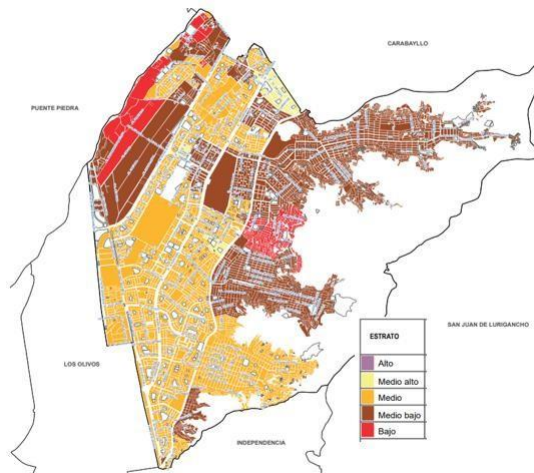 CARABAYLLO
PUENTE PIEDRA
SAN JUAN DE LURIGANCHO
LOS OLIVOS
INDEPENDENCIA
ESTRATO
Alto
Medio alto
Medio
Medio bajo
Bajo